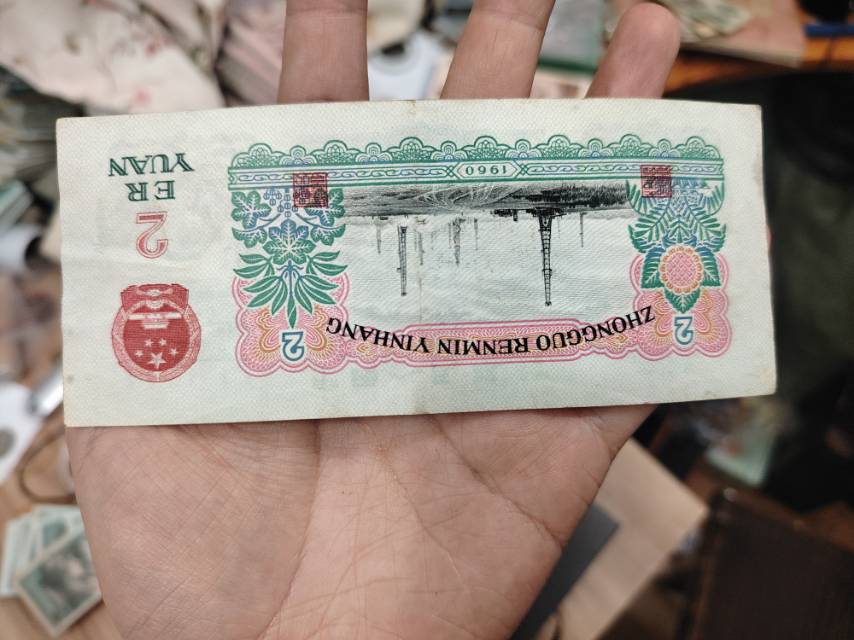 ZHONGGUO RENMIN YINHANG
2
2
1960
2
ER
YUAN